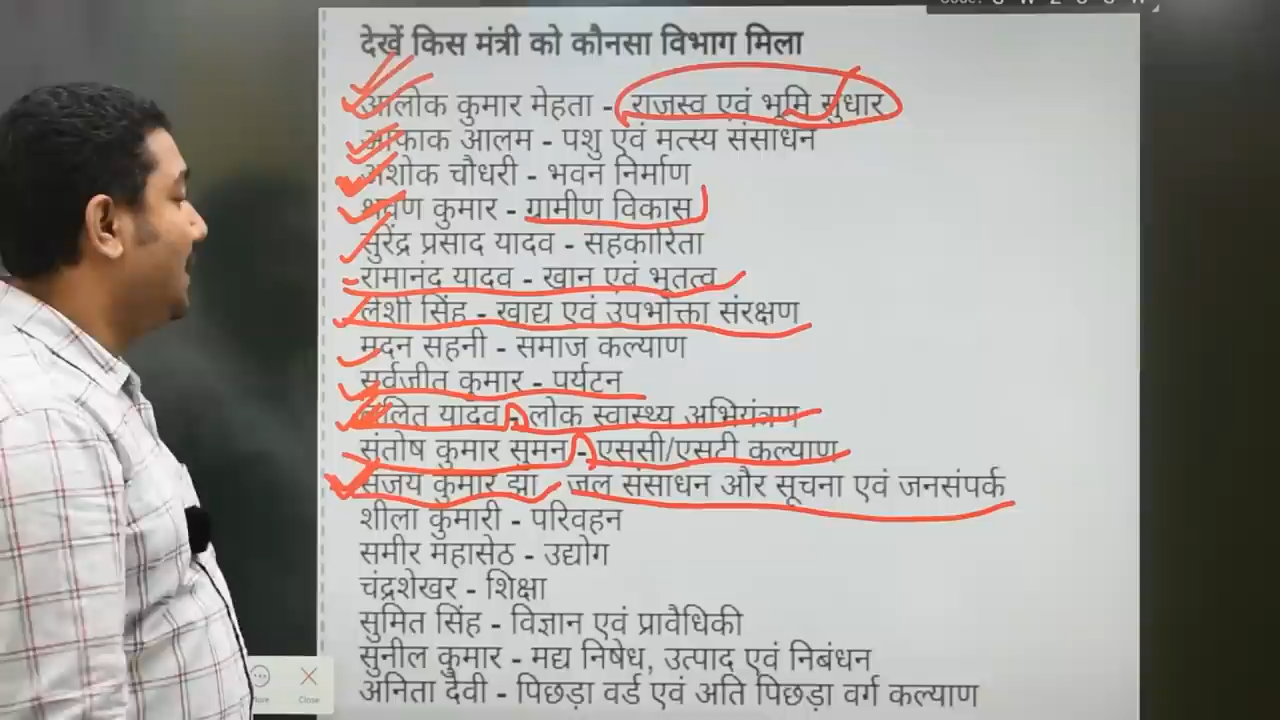 देखें किस मंत्री को कौनसा विभाग मिला
आलोक कुमार मेहता - राजस्व एवं भूमि सुधार
आफाक आलम - पशु एवं मत्स्य संसाधन
अशोक चौधरी - भवन निर्माण
श्रवण कुमार - ग्रामीण विकास
सुरेंद्र प्रसाद यादव - सहकारिता
रामानंद यादव - खान एवं भूतत्व
लेशी सिंह - खाद्य एवं उपभोक्ता संरक्षण
मदन सहनी - समाज कल्याण
सर्वजीत कुमार - पर्यटन
ललित यादव - लोक स्वास्थ्य अभियंत्रण
संतोष कुमार सुमन - एससी/एसटी कल्याण
संजय कुमार झा - जल संसाधन और सूचना एवं जनसंपर्क
शीला कुमारी - परिवहन
समीर महासेठ - उद्योग
चंद्रशेखर - शिक्षा
सुमित सिंह - विज्ञान एवं प्रावैधिकी
सुनील कुमार - मद्य निषेध, उत्पाद एवं निबंधन
अनिता देवी - पिछड़ा वर्ड एवं अति पिछड़ा वर्ग कल्याण
Close